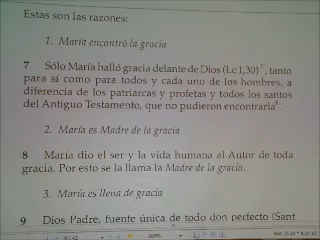 Estas son las razones:
1. María encontró la gracia
7 Sólo María halló gracia delante de Dios (Lc 1,30)⁷, tanto
para sí como para todos y cada uno de los hombres, a
diferencia de los patriarcas y profetas y todos los santos
del Antiguo Testamento, que no pudieron encontrarla⁸.
2. María es Madre de la gracia
8 María dio el ser y la vida humana al Autor de toda
gracia. Por esto se la llama la Madre de la gracia.
3. María es llena de gracia
9 Dios Padre, fuente única de todo don perfecto (Sant